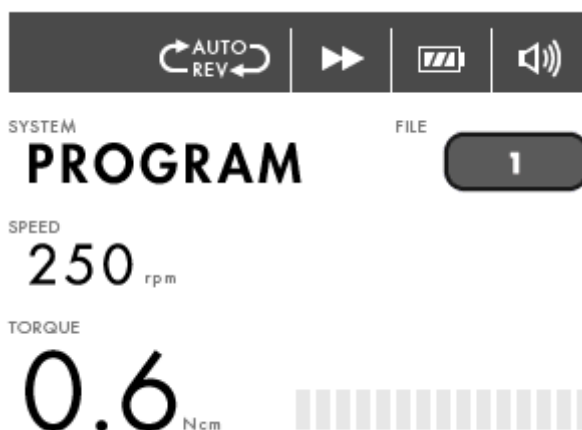 AUTO
REV
SYSTEM
PROGRAM
FILE
1
SPEED
250 rpm
TORQUE
0.6 Ncm